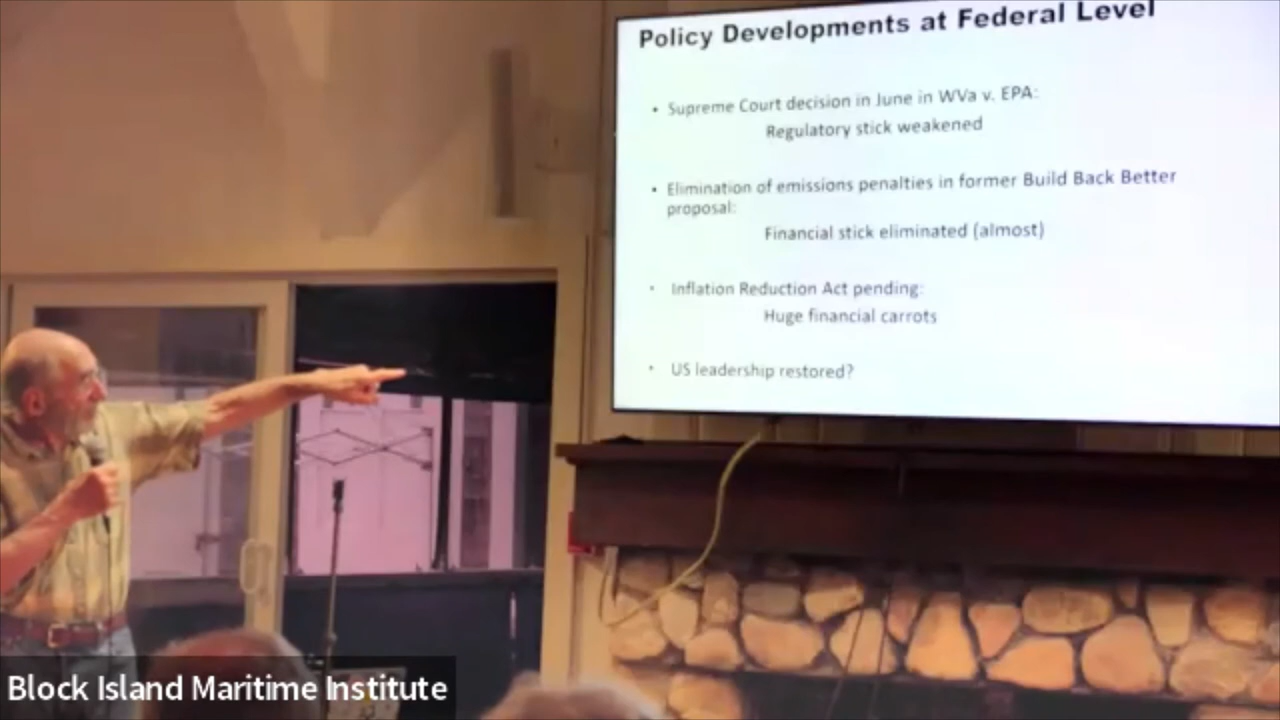 Policy Developments at Federal Level
• Supreme Court decision in June in WVa v. EPA:
Regulatory stick weakened
• Elimination of emissions penalties in former Build Back Better
proposal:
Financial stick eliminated (almost)
• Inflation Reduction Act pending:
Huge financial carrots
• US leadership restored?
Block Island Maritime Institute